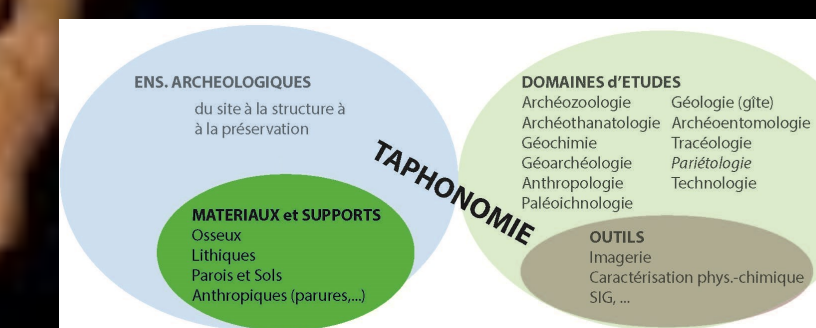 ENS. ARCHEOLOGIQUES
du site à la structure à
à la préservation
MATERIAUX et SUPPORTS
Osseux
Lithiques
Parois et Sols
Anthropiques (parures,...)
TAPHONOMIE
DOMAINES d'ETUDES
Archéozoologie Géologie (gîte)
Archéothanatologie Archéoentomologie
Géochimie Tracéologie
Géoarchéologie Pariétologie
Anthropologie Technologie
Paléoichnologie
OUTILS
Imagerie
Caractérisation phys.-chimique
SIG, ...